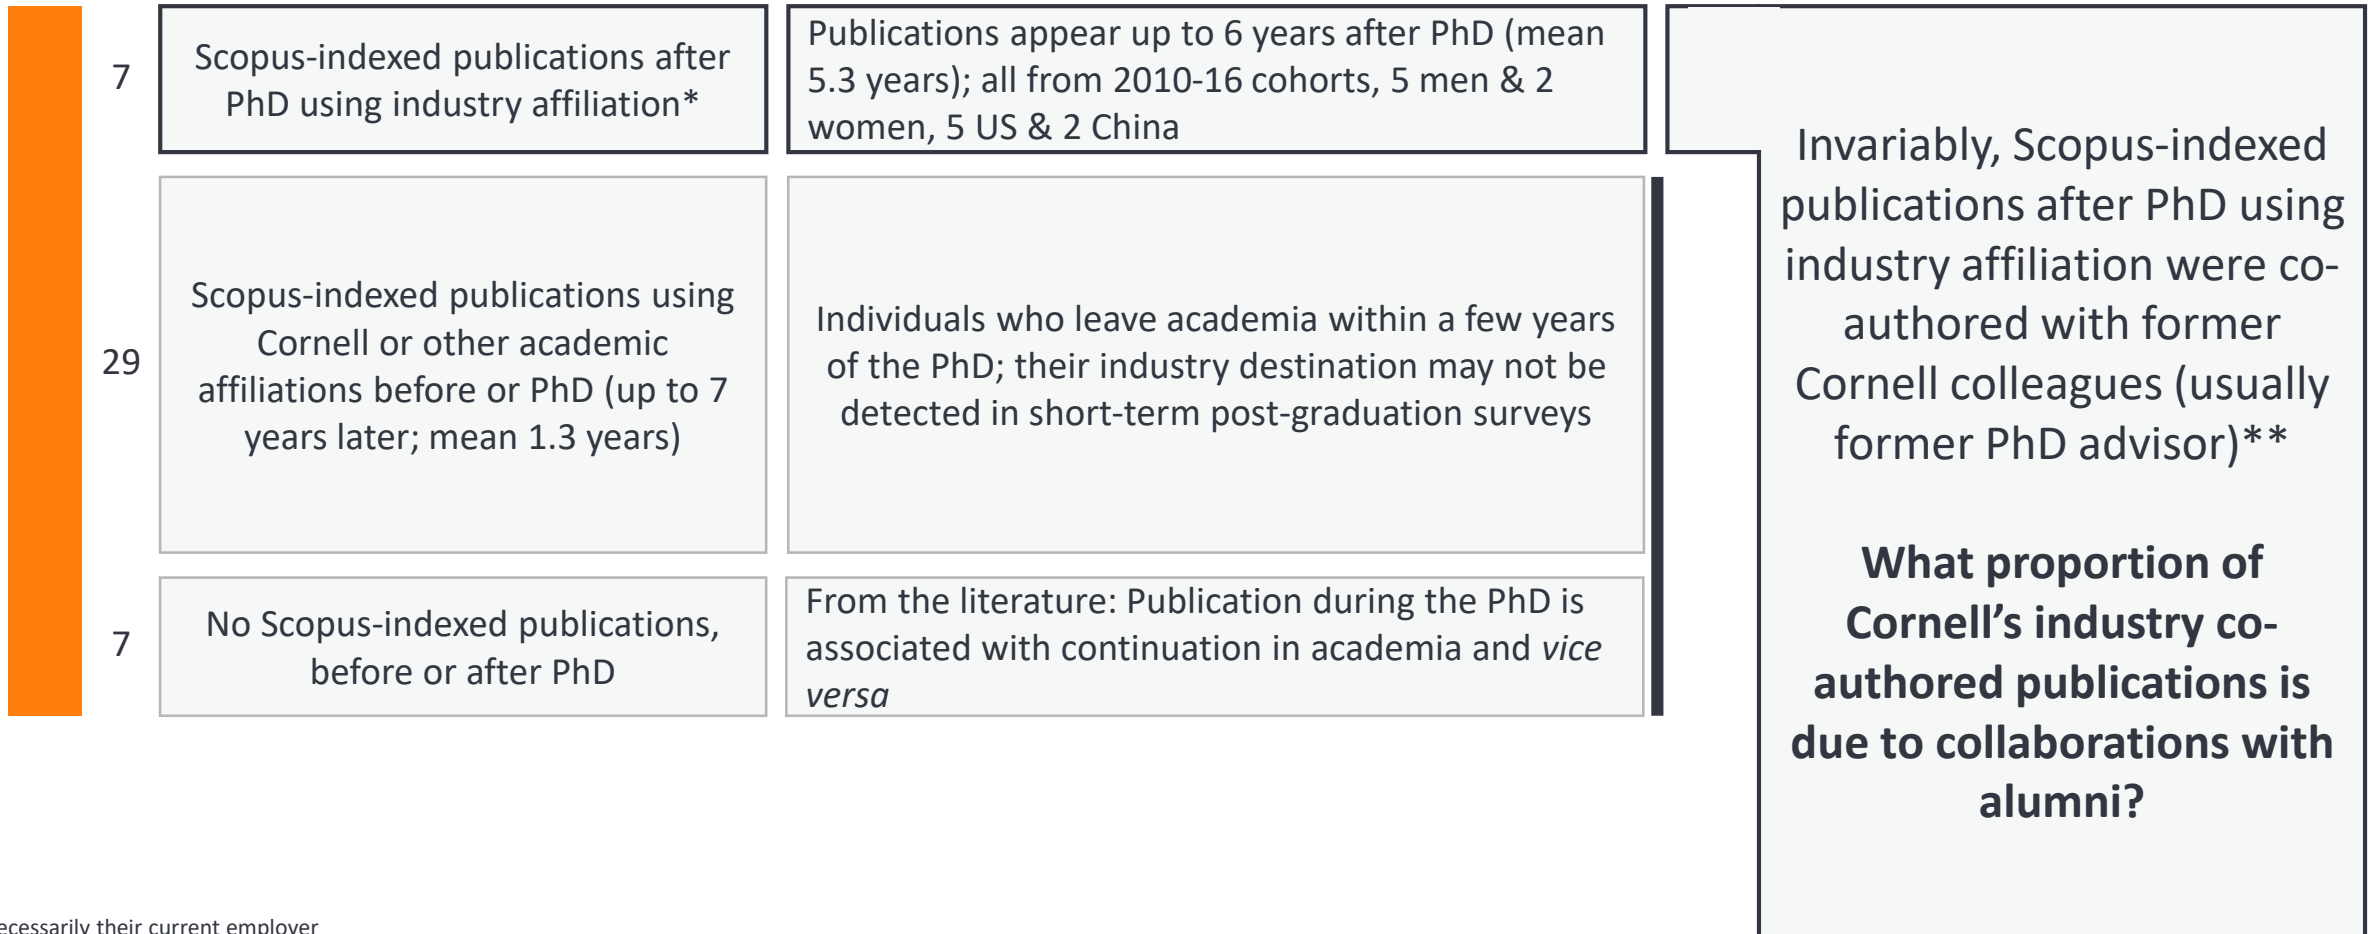 7
Scopus-indexed publications after
PhD using industry affiliation*
Publications appear up to 6 years after PhD (mean
5.3 years); all from 2010-16 cohorts, 5 men & 2
women, 5 US & 2 China
29
Scopus-indexed publications using
Cornell or other academic
affiliations before or PhD (up to 7
years later; mean 1.3 years)
Individuals who leave academia within a few years
of the PhD; their industry destination may not be
detected in short-term post-graduation surveys
7
No Scopus-indexed publications,
before or after PhD
From the literature: Publication during the PhD is
associated with continuation in academia and vice
versa
Invariably, Scopus-indexed
publications after PhD using
industry affiliation were co-
authored with former
Cornell colleagues (usually
former PhD advisor)**
What proportion of
Cornell’s industry co-
authored publications is
due to collaborations with
alumni?
ecessarily their current employer